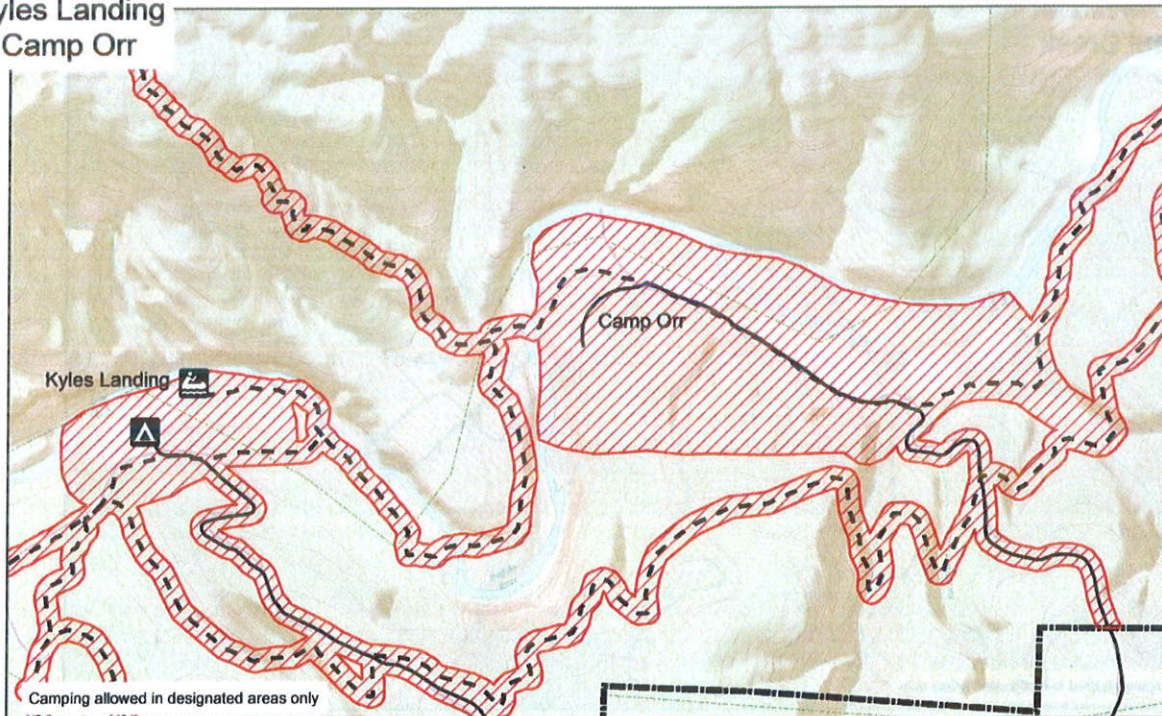 yles Landing
Camp Orr
Camp Orr
Kyles Landing
Camping allowed in designated areas only